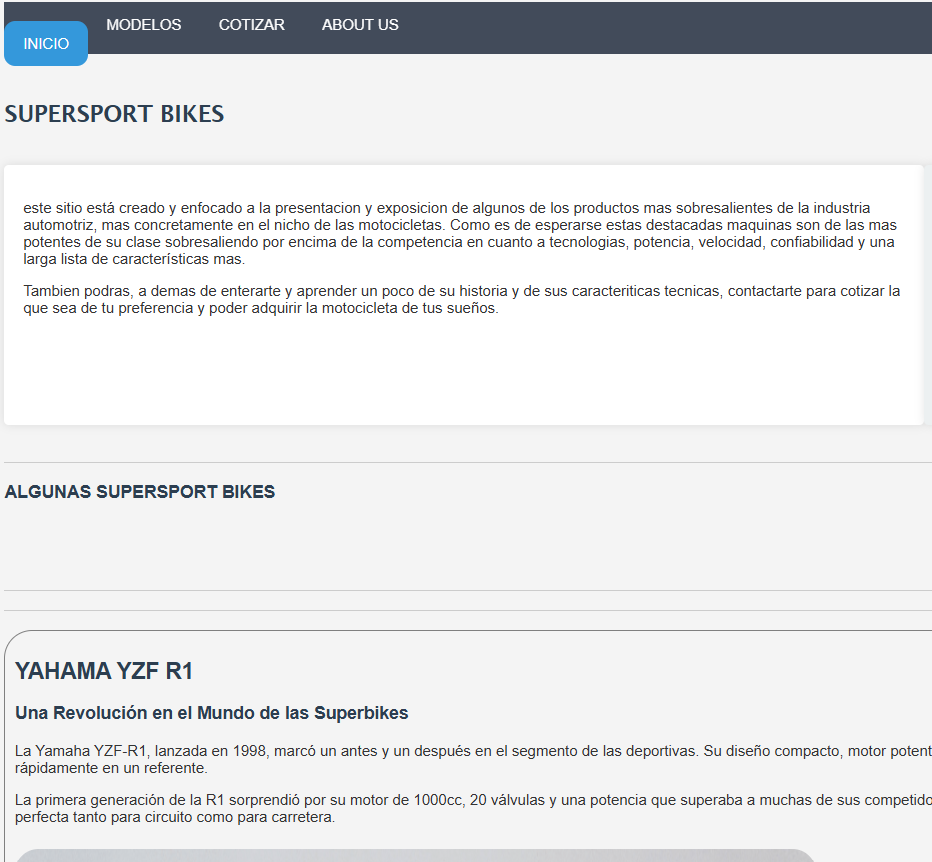 MODELOS COTIZAR ABOUT US
INICIO
SUPERSPORT BIKES
este sitio está creado y enfocado a la presentacion y exposicion de algunos de los productos mas sobresalientes de la industria
automotriz, mas concretamente en el nicho de las motocicletas. Como es de esperarse estas destacadas maquinas son de las mas
potentes de su clase sobresaliendo por encima de la competencia en cuanto a tecnologias, potencia, velocidad, confiabilidad y una
larga lista de características mas.
Tambien podras, a demas de enterarte y aprender un poco de su historia y de sus caracteriticas tecnicas, contactarte para cotizar la
que sea de tu preferencia y poder adquirir la motocicleta de tus sueños.
ALGUNAS SUPERSPORT BIKES
YAHAMA YZF R1
Una Revolución en el Mundo de las Superbikes
La Yamaha YZF-R1, lanzada en 1998, marcó un antes y un después en el segmento de las deportivas. Su diseño compacto, motor potent
rápidamente en un referente.
La primera generación de la R1 sorprendió por su motor de 1000cc, 20 válvulas y una potencia que superaba a muchas de sus competido
perfecta tanto para circuito como para carretera.